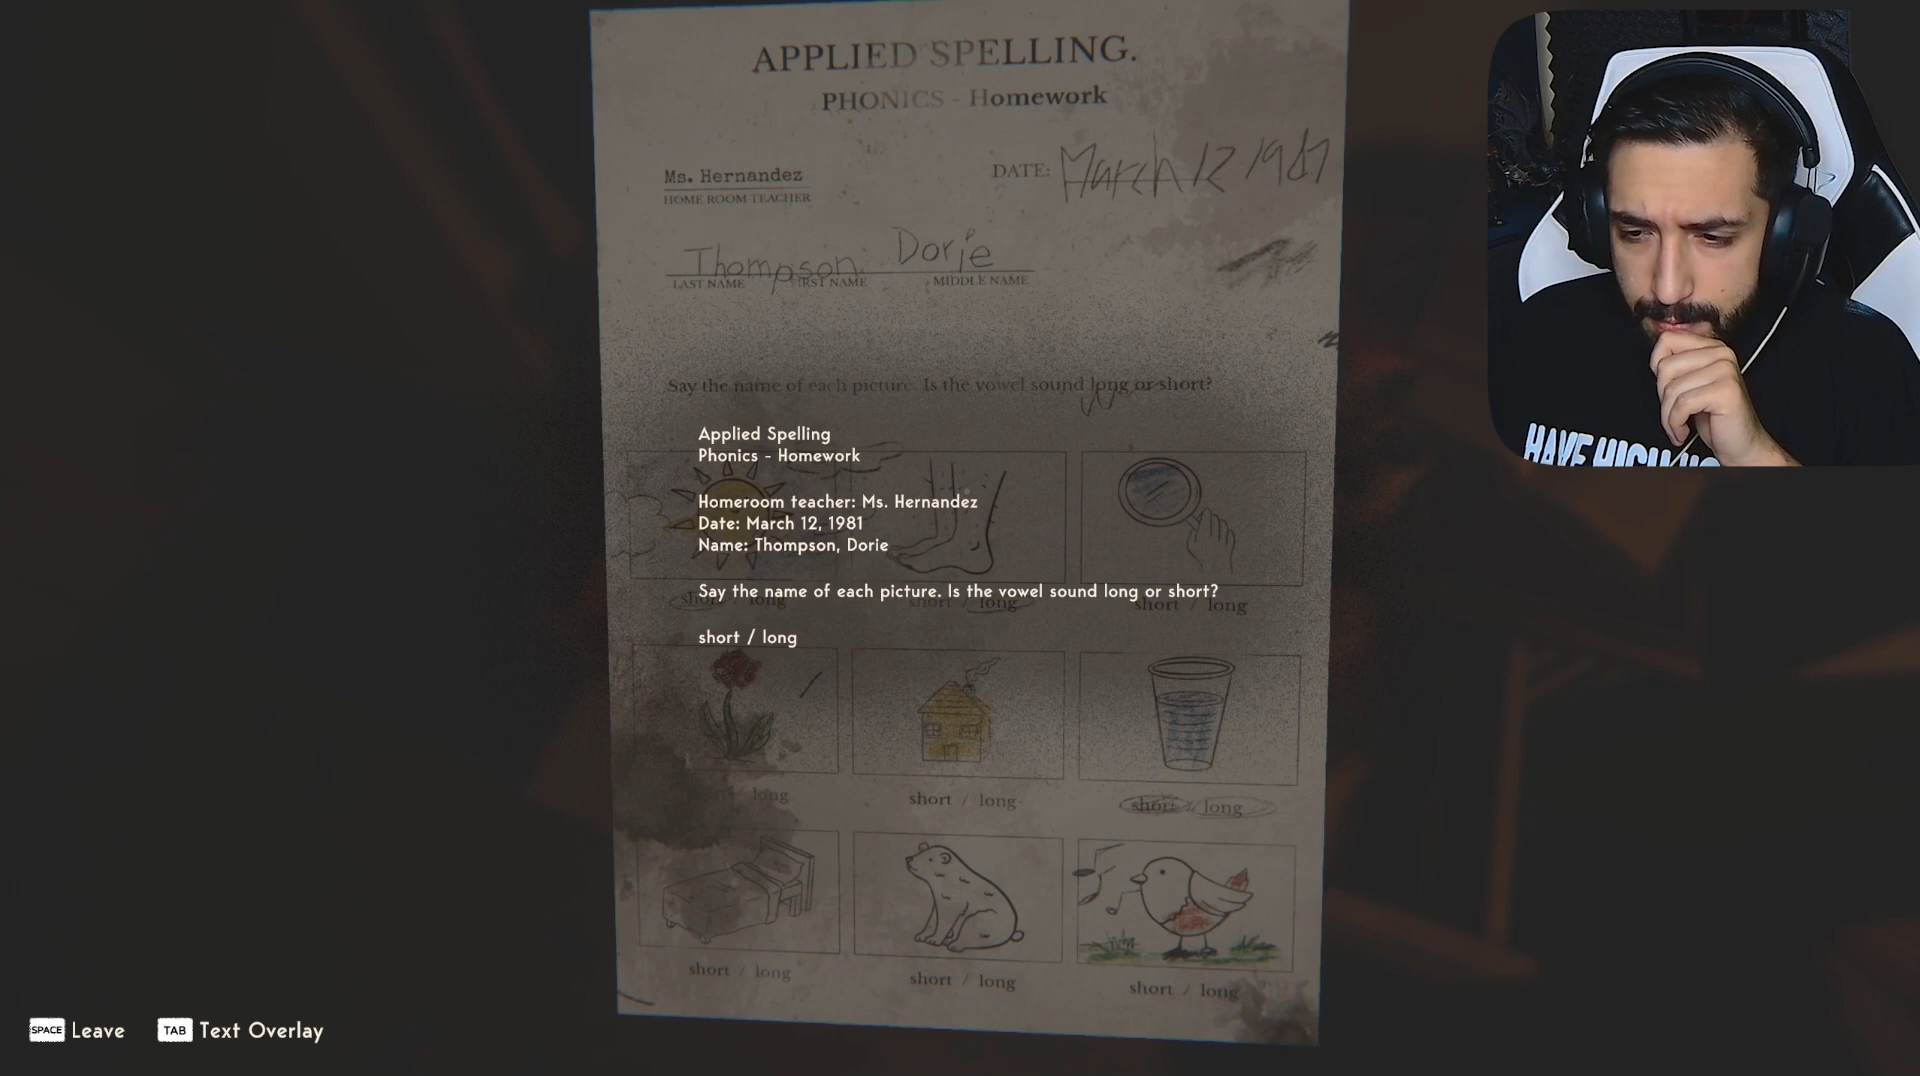 APPLIED SPELLING.
PHONICS - Homework
Ms. Hernandez
HOME ROOM TEACHER
DATE: March 12 1981
Thompson Dorie
LAST NAME FIRST NAME MIDDLE NAME
Say the name of each picture. Is the vowel sound long or short?
Applied Spelling
Phonics - Homework
Homeroom teacher: Ms. Hernandez
Date: March 12, 1981
Name: Thompson, Dorie
Say the name of each picture. Is the vowel sound long or short?
short / long
short / long short / long short / long
/ long short / long short / long
short / long short / long short / long
HAVE HIGH
SPACE Leave TAB Text Overlay